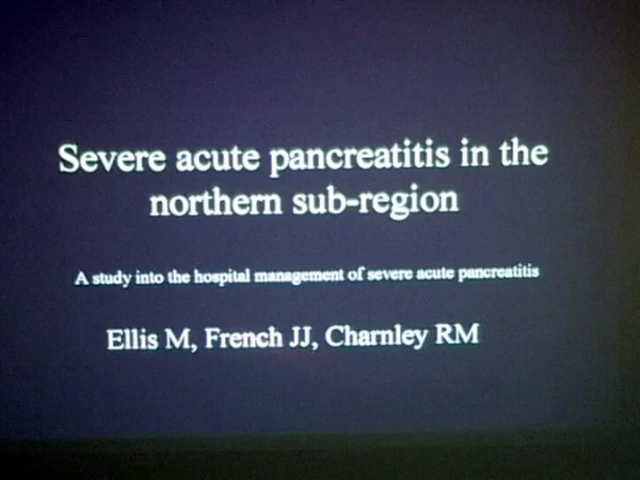 Severe acute pancreatitis in the
northern sub-region
A study into the hospital management of severe acute pancreatitis
Ellis M, French JJ, Charnley RM